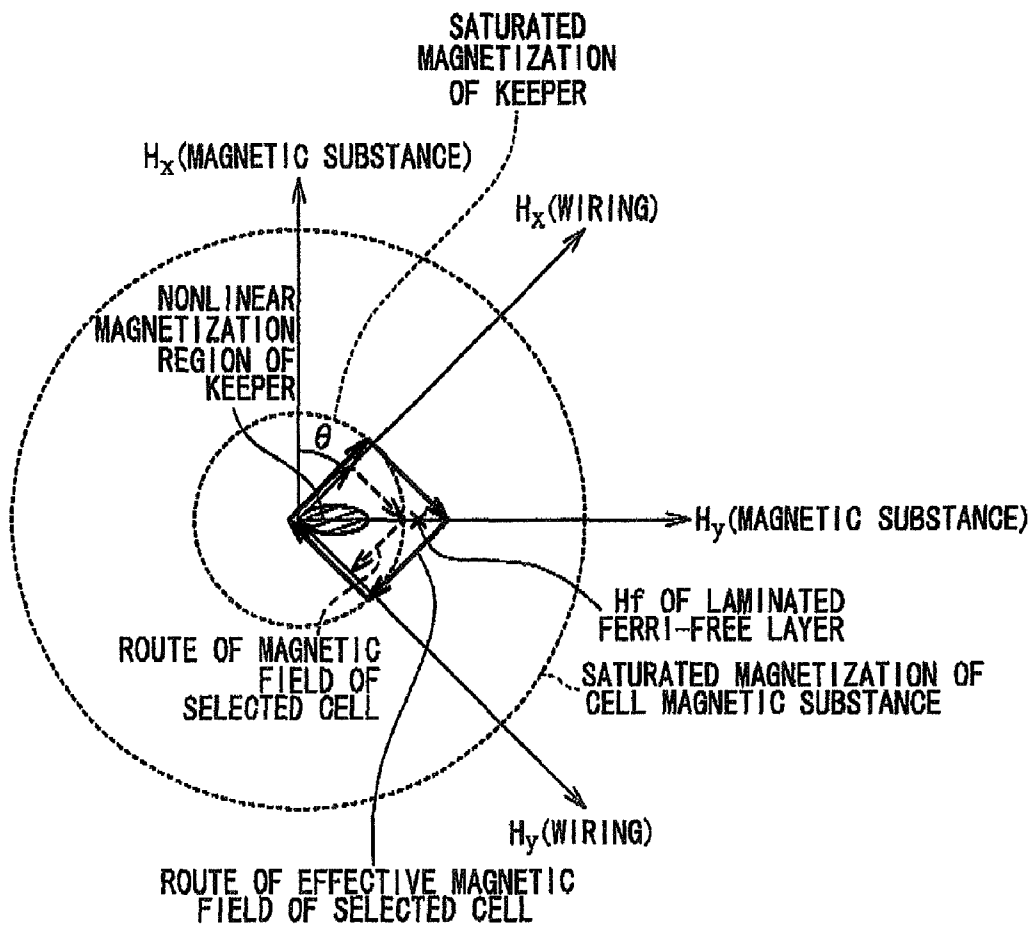 SATURATED
MAGNETIZATION
OF KEEPER
Hx(MAGNETIC SUBSTANCE)
Hx(WIRING)
NONLINEAR
MAGNETIZATION
REGION OF
KEEPER
θ
Hy(MAGNETIC SUBSTANCE)
Hf OF LAMINATED
FERRI-FREE LAYER
ROUTE OF MAGNETIC
FIELD OF
SELECTED CELL
SATURATED MAGNETIZATION OF
CELL MAGNETIC SUBSTANCE
Hy(WIRING)
ROUTE OF EFFECTIVE MAGNETIC
FIELD OF SELECTED CELL